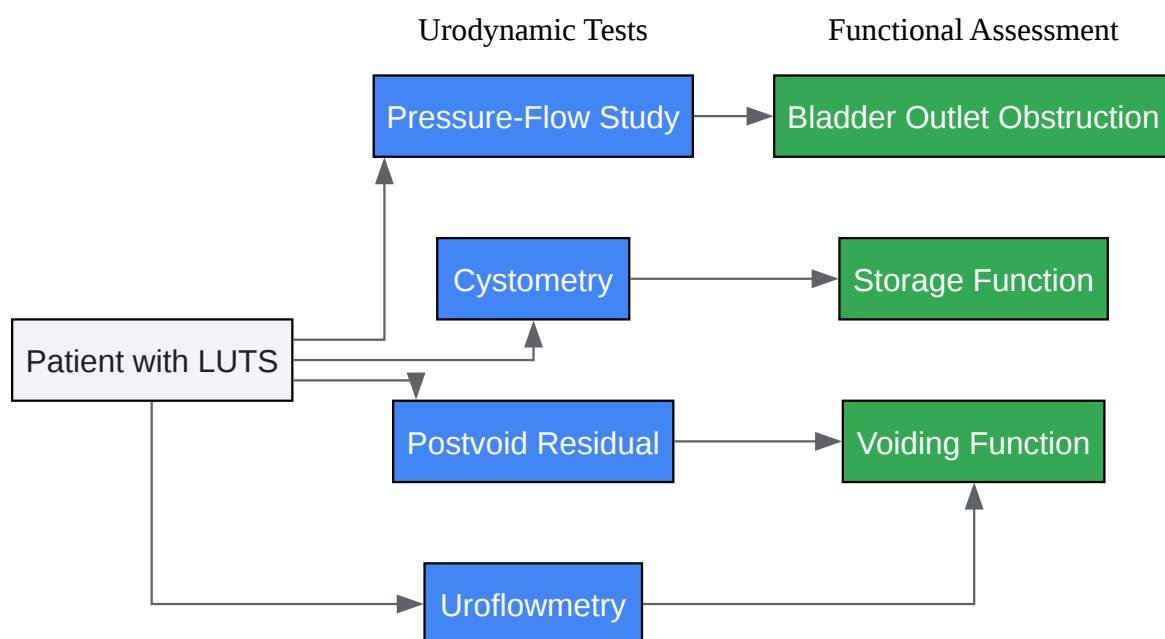 Urodynamic Tests
Functional Assessment
Pressure-Flow Study
Bladder Outlet Obstruction
Cystometry
Storage Function
Patient with LUTS
Postvoid Residual
Voiding Function
Uroflowmetry